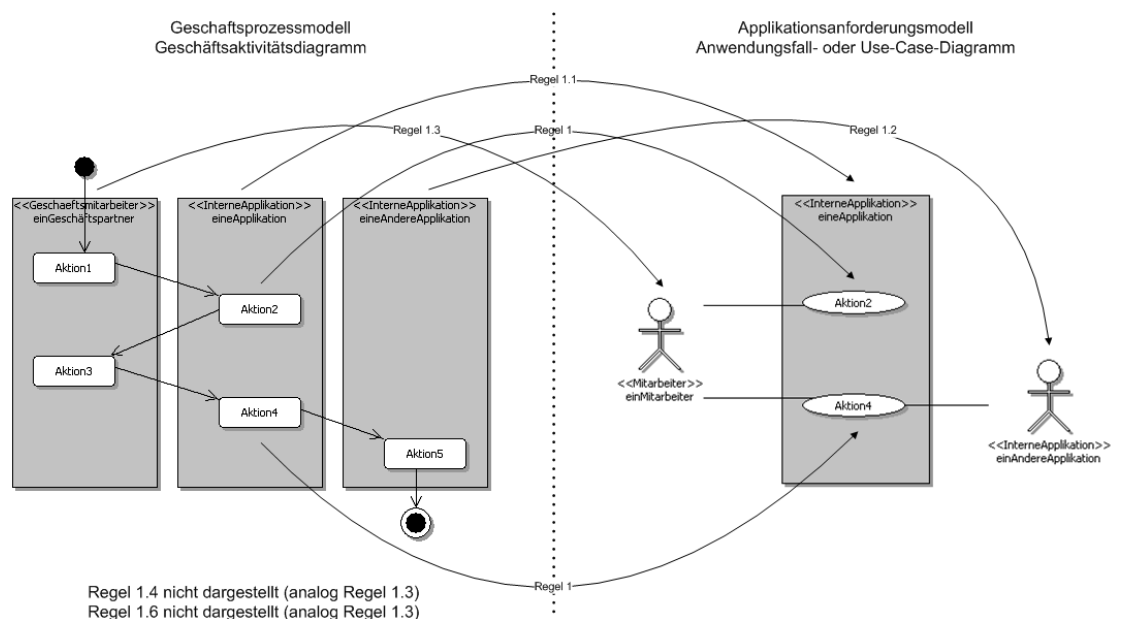 Geschaftsprozessmodell
Geschäftsaktivitätsdiagramm
Applikationsanforderungsmodell
Anwendungsfall- oder Use-Case-Diagramm
Regel 1.1
Regel 1.3
Regel 1
Regel 1.2
<<Geschaeftsmitarbeiter>>
einGeschäftspartner
<<InterneApplikation>>
eineApplikation
<<InterneApplikation>>
eineAndereApplikation
<<InterneApplikation>>
eineApplikation
Aktion1
Aktion2
Aktion2
Aktion3
<<Mitarbeiter>>
einMitarbeiter
Aktion4
Aktion4
Aktion5
<<InterneApplikation>>
einAndereApplikation
Regel 1
Regel 1.4 nicht dargestellt (analog Regel 1.3)
Regel 1.6 nicht dargestellt (analog Regel 1.3)